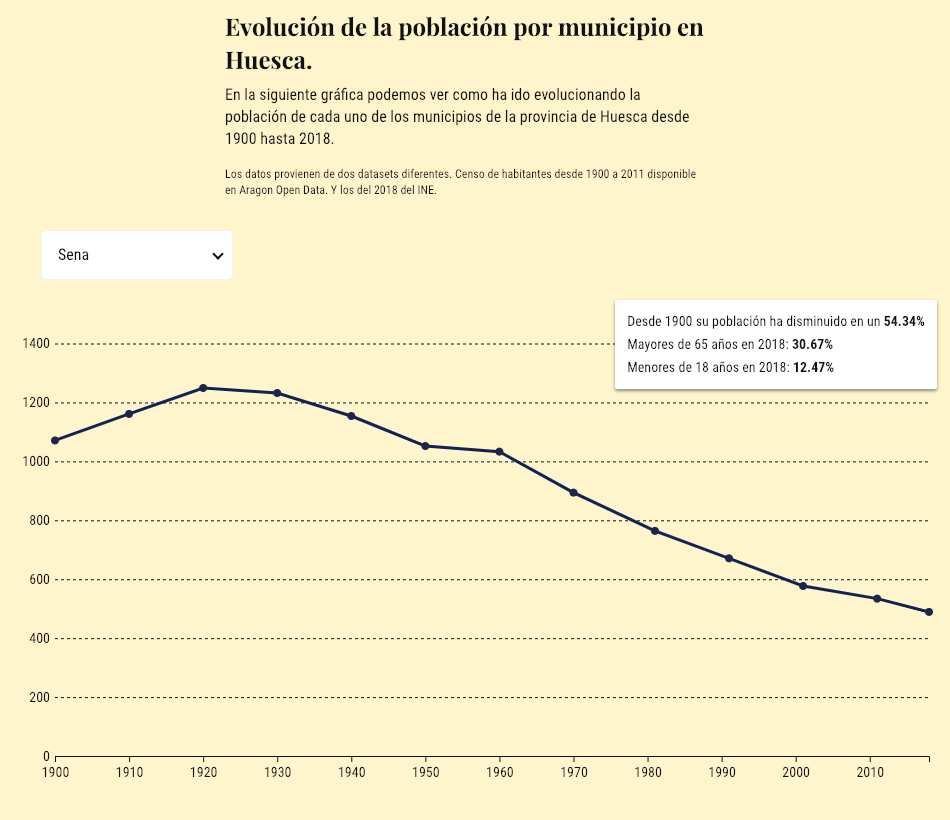 Evolución de la población por municipio en
Huesca.
En la siguiente gráfica podemos ver como ha ido evolucionando la
población de cada uno de los municipios de la provincia de Huesca desde
1900 hasta 2018.
Los datos provienen de dos datasets diferentes. Censo de habitantes desde 1900 a 2011 disponible
en Aragon Open Data. Y los del 2018 del INE.
Sena
Desde 1900 su población ha disminuido en un 54.34%
Mayores de 65 años en 2018: 30.67%
Menores de 18 años en 2018: 12.47%
1400
1200
1000
800
600
400
200
0
1900 1910 1920 1930 1940 1950 1960 1970 1980 1990 2000 2010